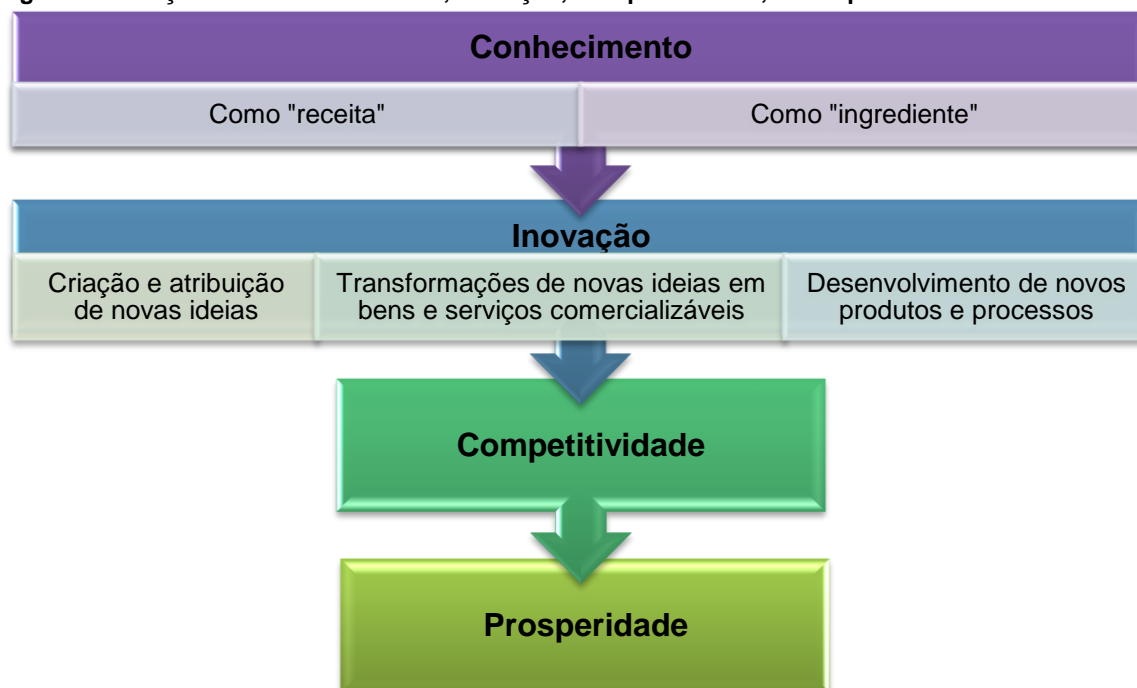 Conhecimento
Como "receita"
Como "ingrediente"
Inovação
Criação e atribuição
de novas ideias
Transformações de novas ideias em
bens e serviços comercializáveis
Desenvolvimento de novos
produtos e processos
Competitividade
Prosperidade